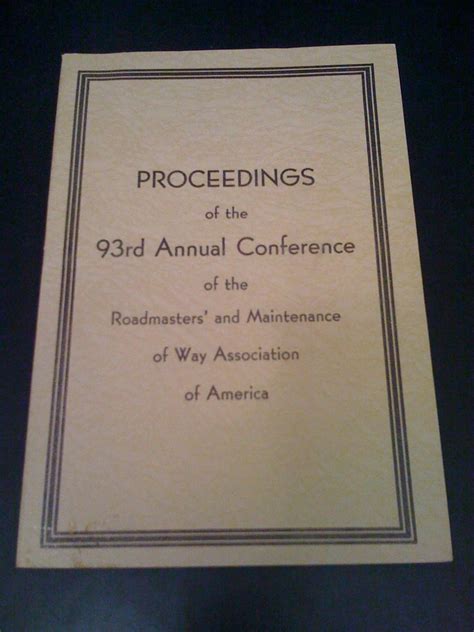 PROCEEDINGS
of the
93rd Annual Conference
of the
Roadmasters' and Maintenance
of Way Association
of America